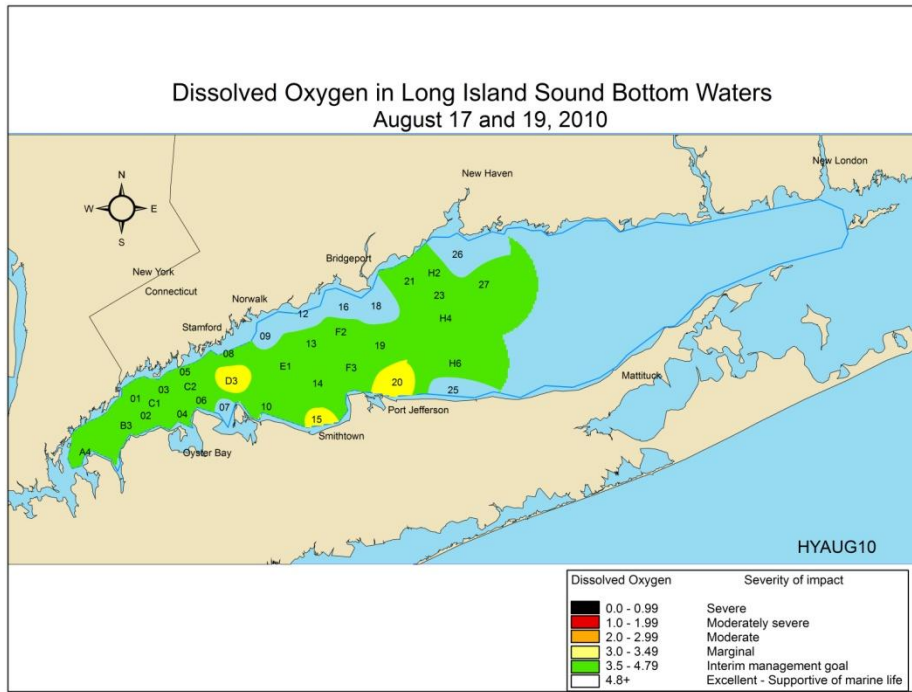 Dissolved Oxygen in Long Island Sound Bottom Waters
August 17 and 19, 2010
New London
New Haven
N
W E
S
26
Bridgeport
New York
Connecticut
H2
21
27
23
Norwalk
16
18
12
H4
Stamford
F2
09
13
19
08
H6
E1
F3
05
Mattituck
D3
14
20
C2
03
25
01
C1
06
07
10
Port Jefferson
02
04
15
B3
Smithtown
A4
Oyster Bay
HYAUG10
Dissolved Oxygen Severity of impact
0.0 - 0.99 Severe
1.0 - 1.99 Moderately severe
2.0 - 2.99 Moderate
3.0 - 3.49 Marginal
3.5 - 4.79 Interim management goal
4.8+ Excellent - Supportive of marine life